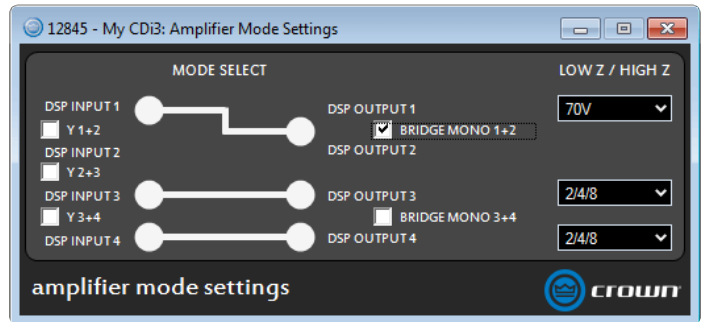 12845 - My CDi3: Amplifier Mode Settings
MODE SELECT
LOW Z / HIGH Z
DSP INPUT 1
DSP OUTPUT 1
70V
Y 1+2
BRIDGE MONO 1+2
DSP INPUT 2
DSP OUTPUT 2
Y 2+3
DSP INPUT 3
DSP OUTPUT 3
2/4/8
Y 3+4
BRIDGE MONO 3+4
DSP INPUT 4
DSP OUTPUT 4
2/4/8
amplifier mode settings
crown